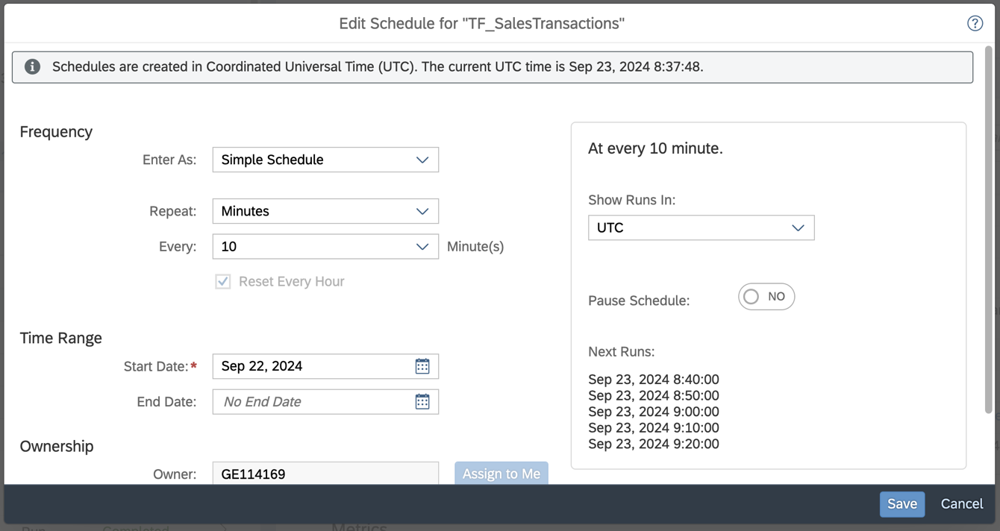 Edit Schedule for "TF_SalesTransactions"
Schedules are created in Coordinated Universal Time (UTC). The current UTC time is Sep 23, 2024 8:37:48.
Frequency
Enter As: Simple Schedule
Repeat: Minutes
Every: 10 Minute(s)
Reset Every Hour
Time Range
Start Date:* Sep 22, 2024
End Date: No End Date
Ownership
Owner: GE114169 Assign to Me
At every 10 minute.
Show Runs In:
UTC
Pause Schedule: NO
Next Runs:
Sep 23, 2024 8:40:00
Sep 23, 2024 8:50:00
Sep 23, 2024 9:00:00
Sep 23, 2024 9:10:00
Sep 23, 2024 9:20:00
Save Cancel
Run Completed Metrics